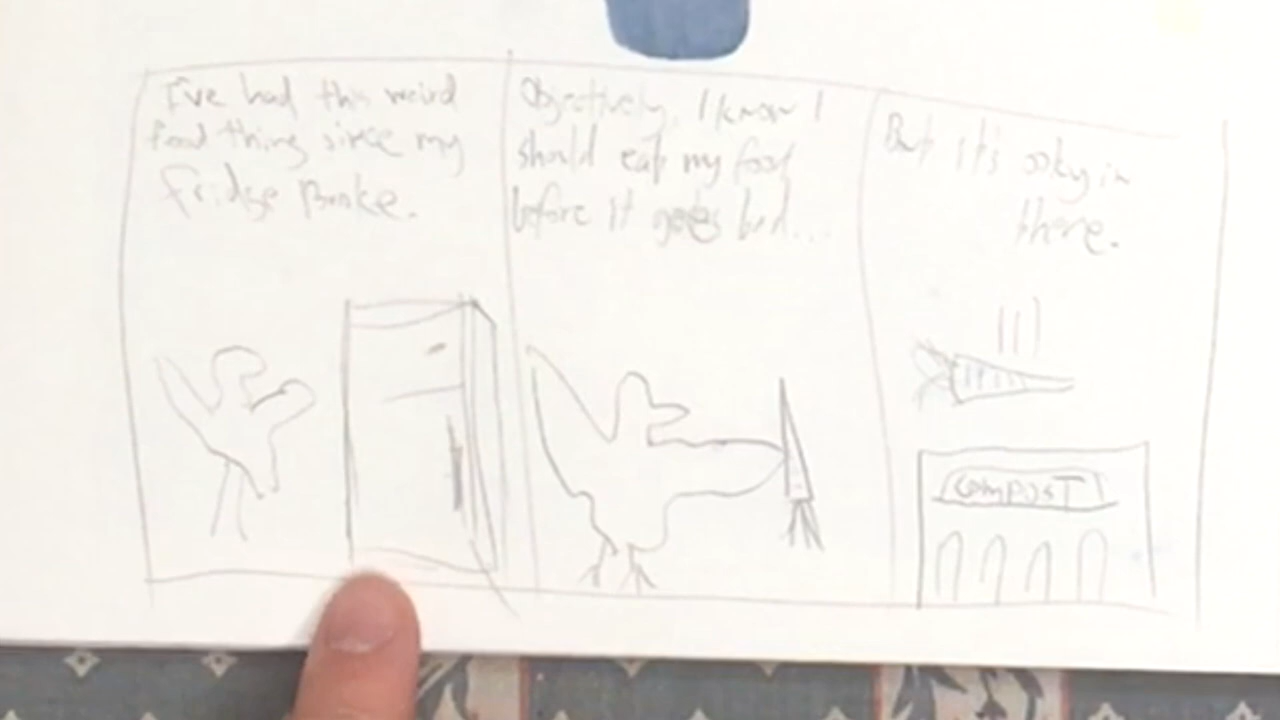 I've had this weird
food thing since my
fridge Broke.
Objectively, I know I
should eat my food
before it goes bad...
But it's ooky in
there.
COMPOST